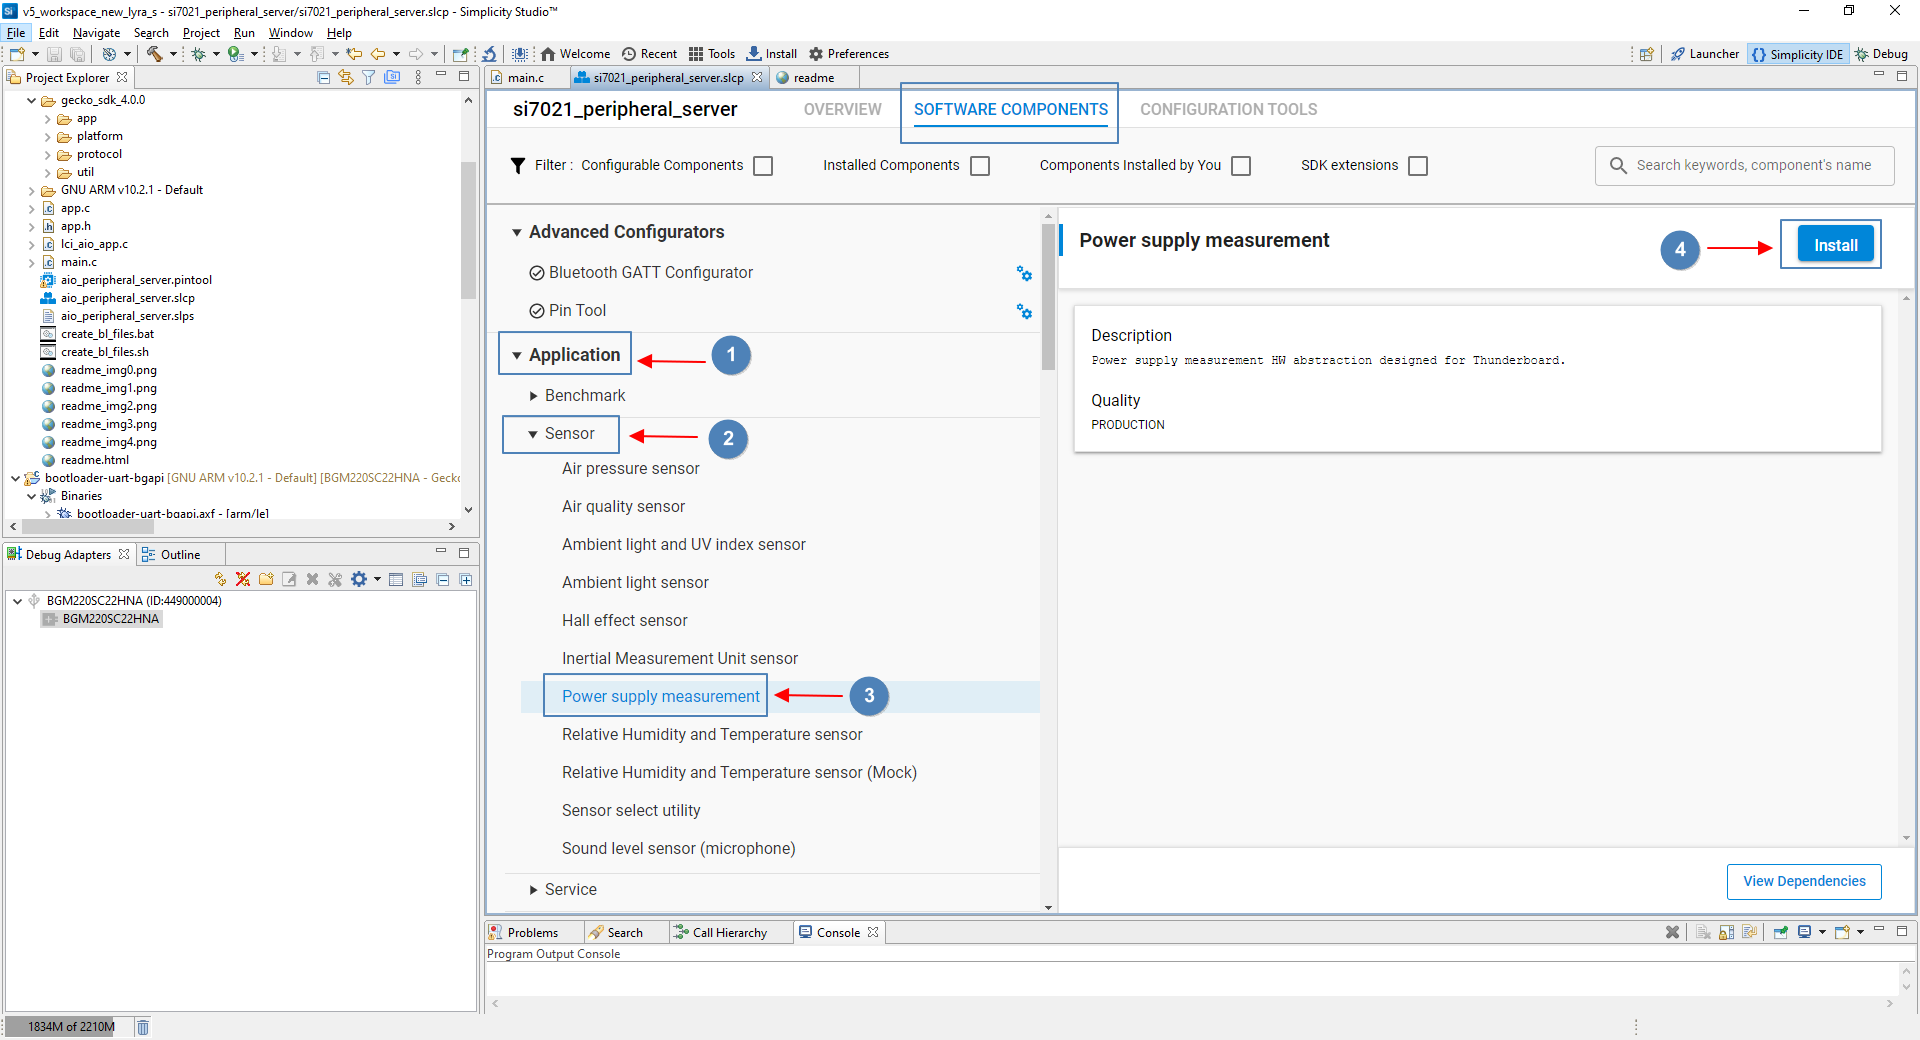 v5_workspace_new_lyra_s - si7021_peripheral_server/si7021_peripheral_server.slcp - Simplicity Studio™
File Edit Navigate Search Project Run Window Help
Welcome Recent Tools Install Preferences Launcher {} Simplicity IDE Debug
Project Explorer
gecko_sdk_4.0.0
app
platform
protocol
util
GNU ARM v10.2.1 - Default
app.c
app.h
lci_aio_app.c
main.c
aio_peripheral_server.pintool
aio_peripheral_server.slcp
aio_peripheral_server.slps
create_bl_files.bat
create_bl_files.sh
readme_img0.png
readme_img1.png
readme_img2.png
readme_img3.png
readme_img4.png
readme.html
bootloader-uart-bgapi [GNU ARM v10.2.1 - Default] [BGM220SC22HNA - Gecko
Binaries
bootloader-uart-bgapi.axf - [arm/le]
Debug Adapters Outline
BGM220SC22HNA (ID:449000004)
BGM220SC22HNA
1834M of 2210M
main.c si7021_peripheral_server.slcp readme
si7021_peripheral_server OVERVIEW SOFTWARE COMPONENTS CONFIGURATION TOOLS
Filter : Configurable Components Installed Components Components Installed by You SDK extensions Search keywords, component's name
Advanced Configurators
Bluetooth GATT Configurator
Pin Tool
Application 1
Benchmark
Sensor 2
Air pressure sensor
Air quality sensor
Ambient light and UV index sensor
Ambient light sensor
Hall effect sensor
Inertial Measurement Unit sensor
Power supply measurement 3
Relative Humidity and Temperature sensor
Relative Humidity and Temperature sensor (Mock)
Sensor select utility
Sound level sensor (microphone)
Service
Power supply measurement 4 Install
Description
Power supply measurement HW abstraction designed for Thunderboard.
Quality
PRODUCTION
View Dependencies
Problems Search Call Hierarchy Console
Program Output Console